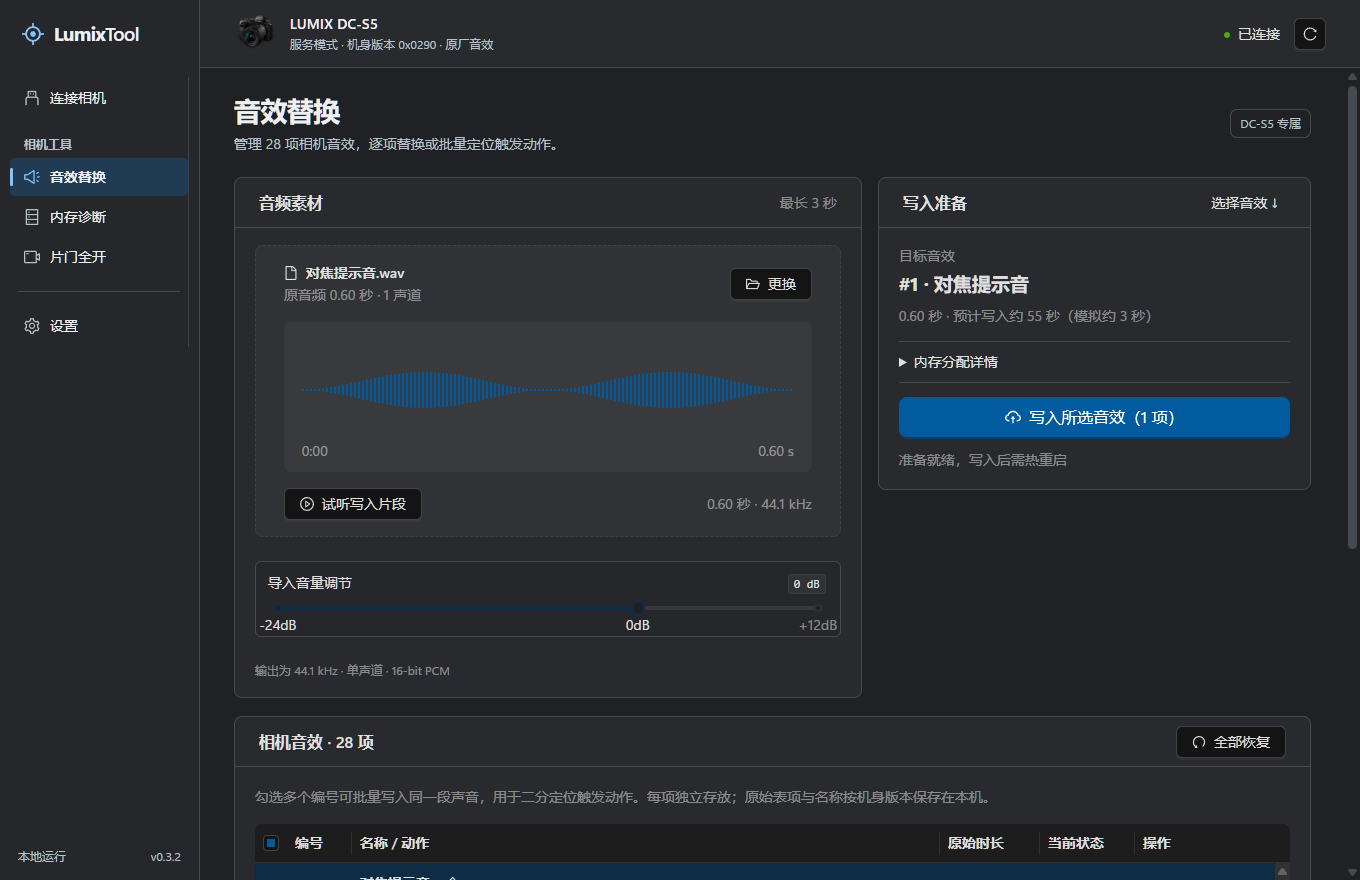 LumixTool
连接相机
相机工具
音效替换
内存诊断
片门全开
设置
本地运行
v0.3.2
LUMIX DC-S5
服务模式 · 机身版本 0x0290 · 原厂音效
已连接
音效替换
管理 28 项相机音效，逐项替换或批量定位触发动作。
DC-S5 专属
音频素材
最长 3 秒
对焦提示音.wav
原音频 0.60 秒 · 1 声道
更换
0:00
0.60 s
试听写入片段
0.60 秒 · 44.1 kHz
导入音量调节
0 dB
-24dB
0dB
+12dB
输出为 44.1 kHz · 单声道 · 16-bit PCM
写入准备
选择音效 ↓
目标音效
#1 · 对焦提示音
0.60 秒 · 预计写入约 55 秒（模拟约 3 秒）
内存分配详情
写入所选音效（1 项）
准备就绪，写入后需热重启
相机音效 · 28 项
全部恢复
勾选多个编号可批量写入同一段声音，用于二分定位触发动作。每项独立存放；原始表项与名称按机身版本保存在本机。
编号
名称 / 动作
原始时长
当前状态
操作